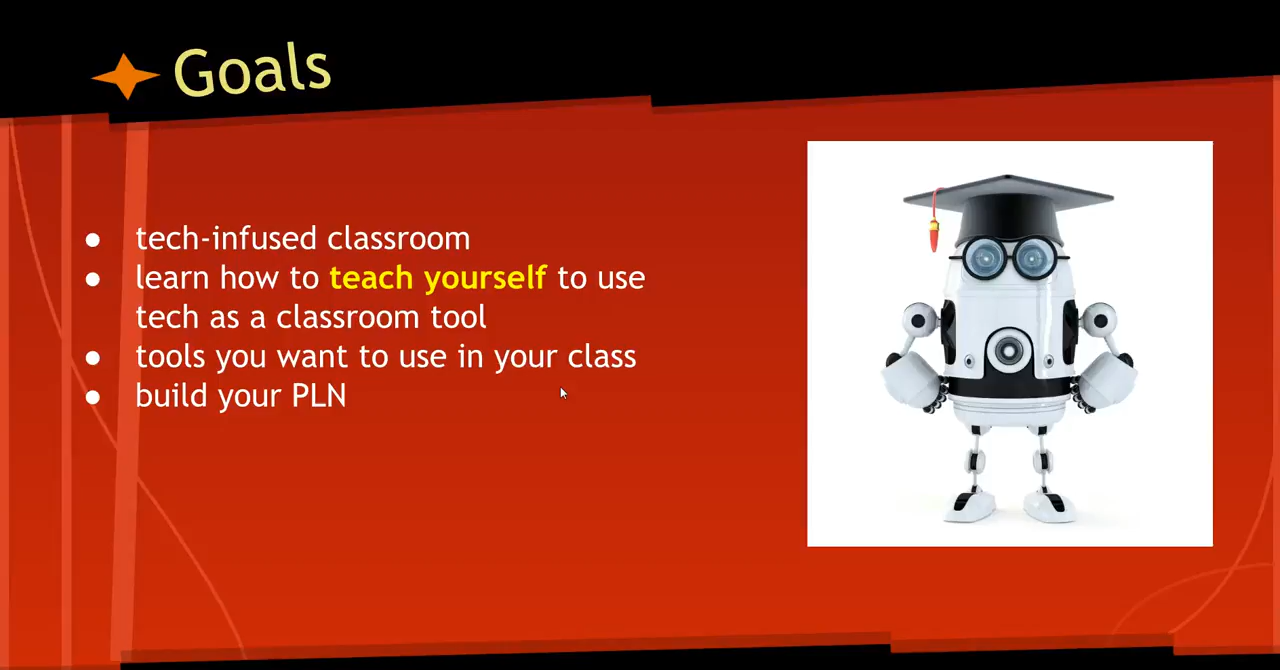 Goals
● tech-infused classroom
● learn how to teach yourself to use
tech as a classroom tool
● tools you want to use in your class
● build your PLN